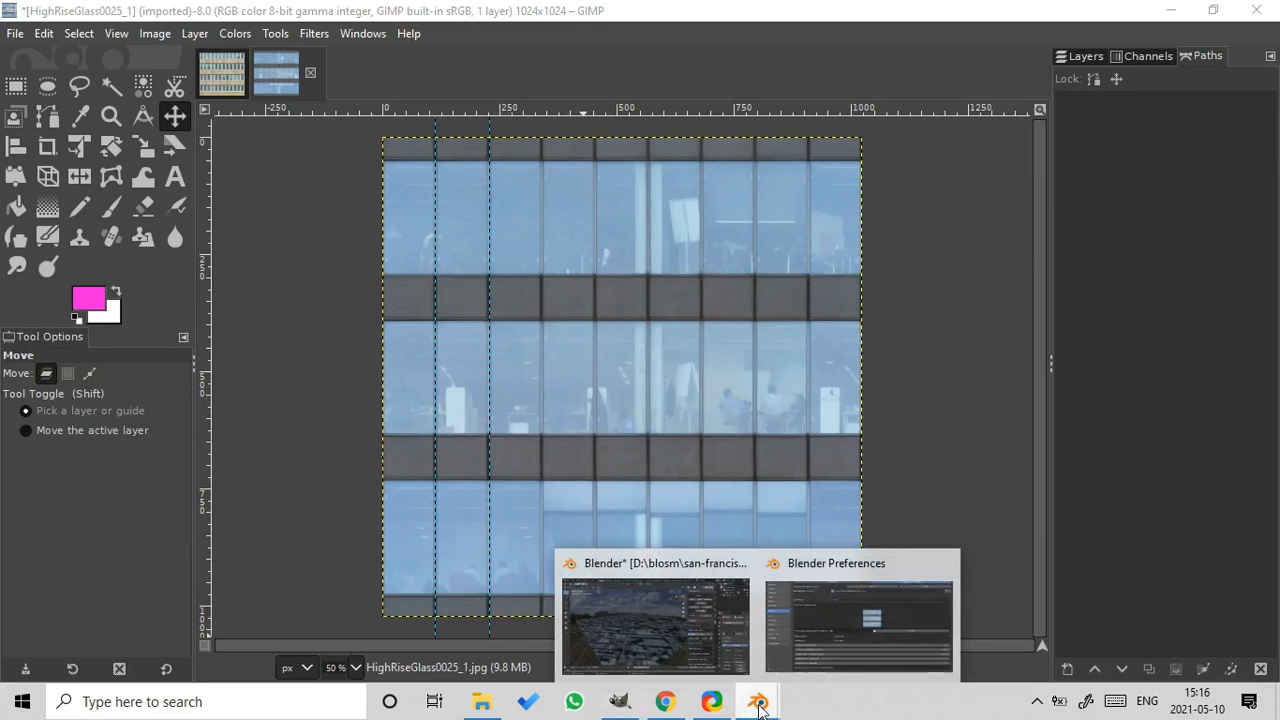 *[HighRiseGlass0025_1] (imported)-8.0 (RGB color 8-bit gamma integer, GIMP built-in sRGB, 1 layer) 1024x1024 – GIMP
File Edit Select View Image Layer Colors Tools Filters Windows Help
Layers Channels Paths
Lock:
-250 0 250 500 750 1000 1250
0
250
500
750
Tool Options
Move
Move:
Tool Toggle (Shift)
Pick a layer or guide
Move the active layer
Blender* [D:\blosm\san-francis... Blender Preferences
px 50 % HighRiseGlass0025_1.jpg (9.8 MB)
Type here to search
ENG
15:16
2021-05-10